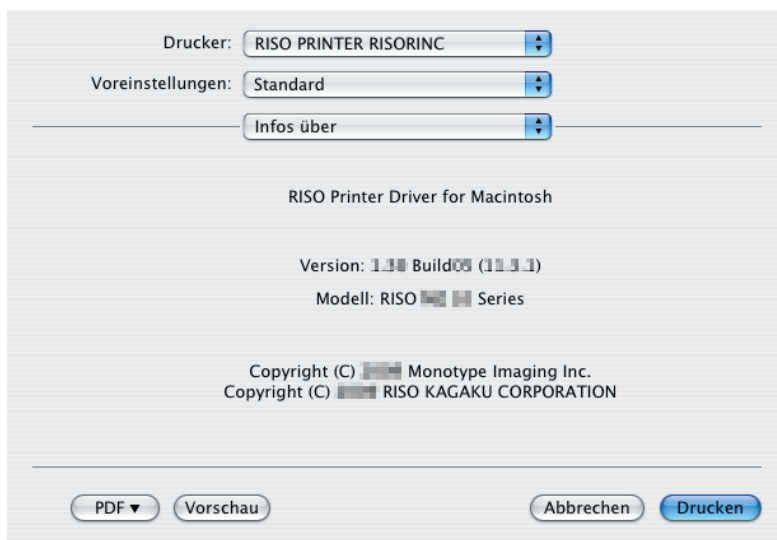 Drucker: RISO PRINTER RISORINC
Voreinstellungen: Standard
Infos über
RISO Printer Driver for Macintosh
Version: Build
Modell: RISO Series
Copyright (C) Monotype Imaging Inc.
Copyright (C) RISO KAGAKU CORPORATION
PDF ▼ Vorschau Abbrechen Drucken